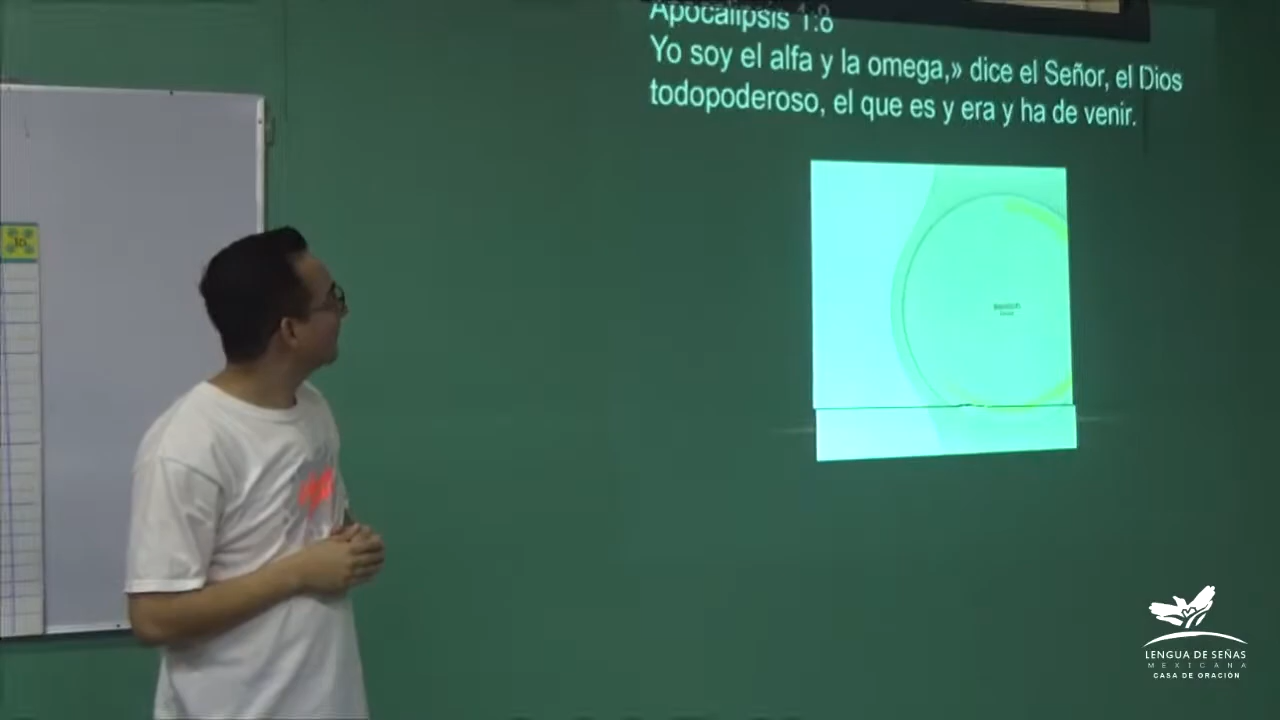 Apocalipsis 1:8
Yo soy el alfa y la omega,» dice el Señor, el Dios
todopoderoso, el que es y era y ha de venir.
LENGUA DE SEÑAS
MEXICANA
CASA DE ORACIÓN